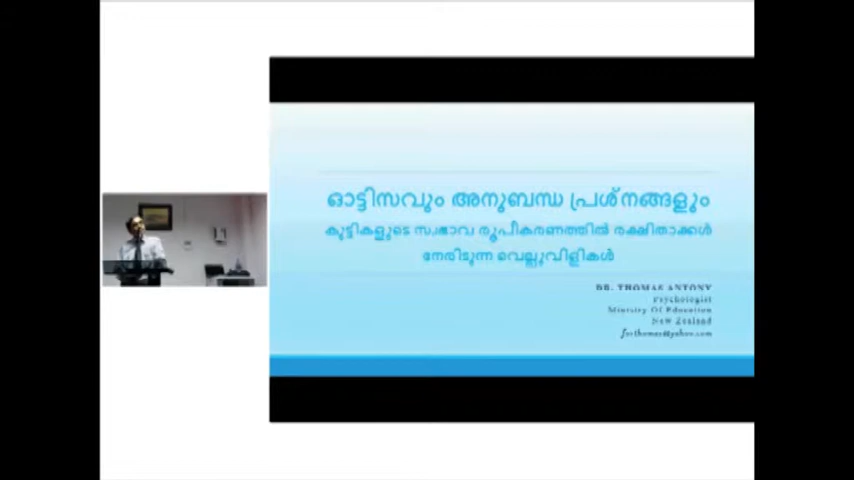 ഓട്ടിസവും അനുബന്ധ പ്രശ്നങ്ങളും
കുട്ടികളുടെ സ്വഭാവ രൂപീകരണത്തിൽ രക്ഷിതാക്കൾ
നേരിടുന്ന വെല്ലുവിളികൾ
DR. THOMAS ANTONY
Psychologist
Ministry Of Education
New Zealand